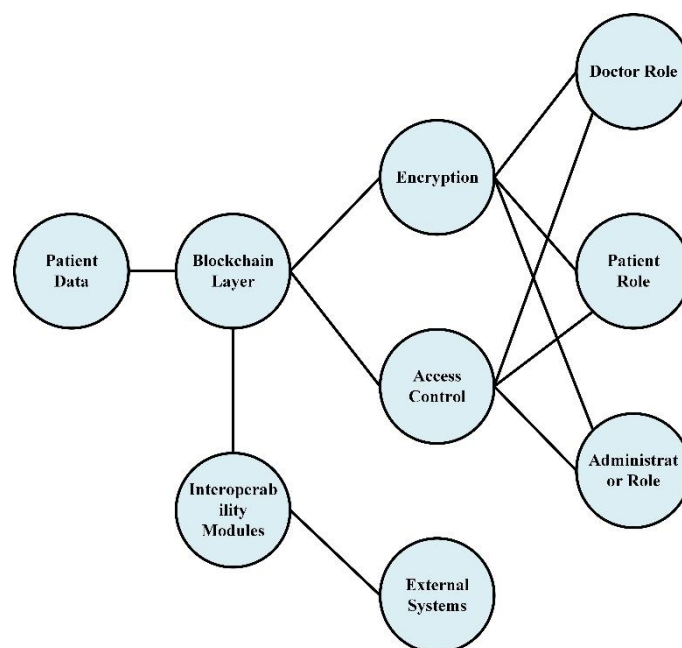 Doctor Role
Encryption
Patient
Data
Blockchain
Layer
Patient
Role
Access
Control
Administrat
or Role
Interoperab
ility
Modules
External
Systems